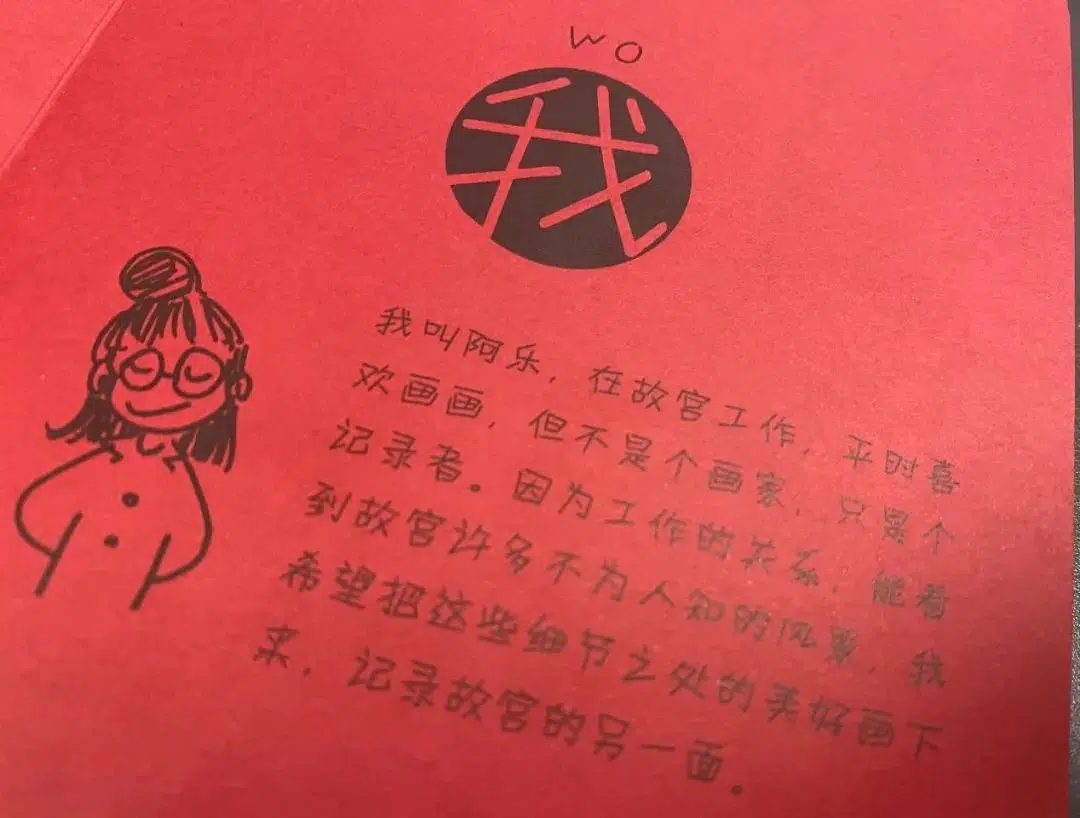 wo
我
我叫阿乐，在故宫工作，平时喜
欢画画，但不是个画家，只是个
记录者。因为工作的关系，能看
到故宫许多不为人知的风景，我
希望把这些细节之处的美好画下
来，记录故宫的另一面。